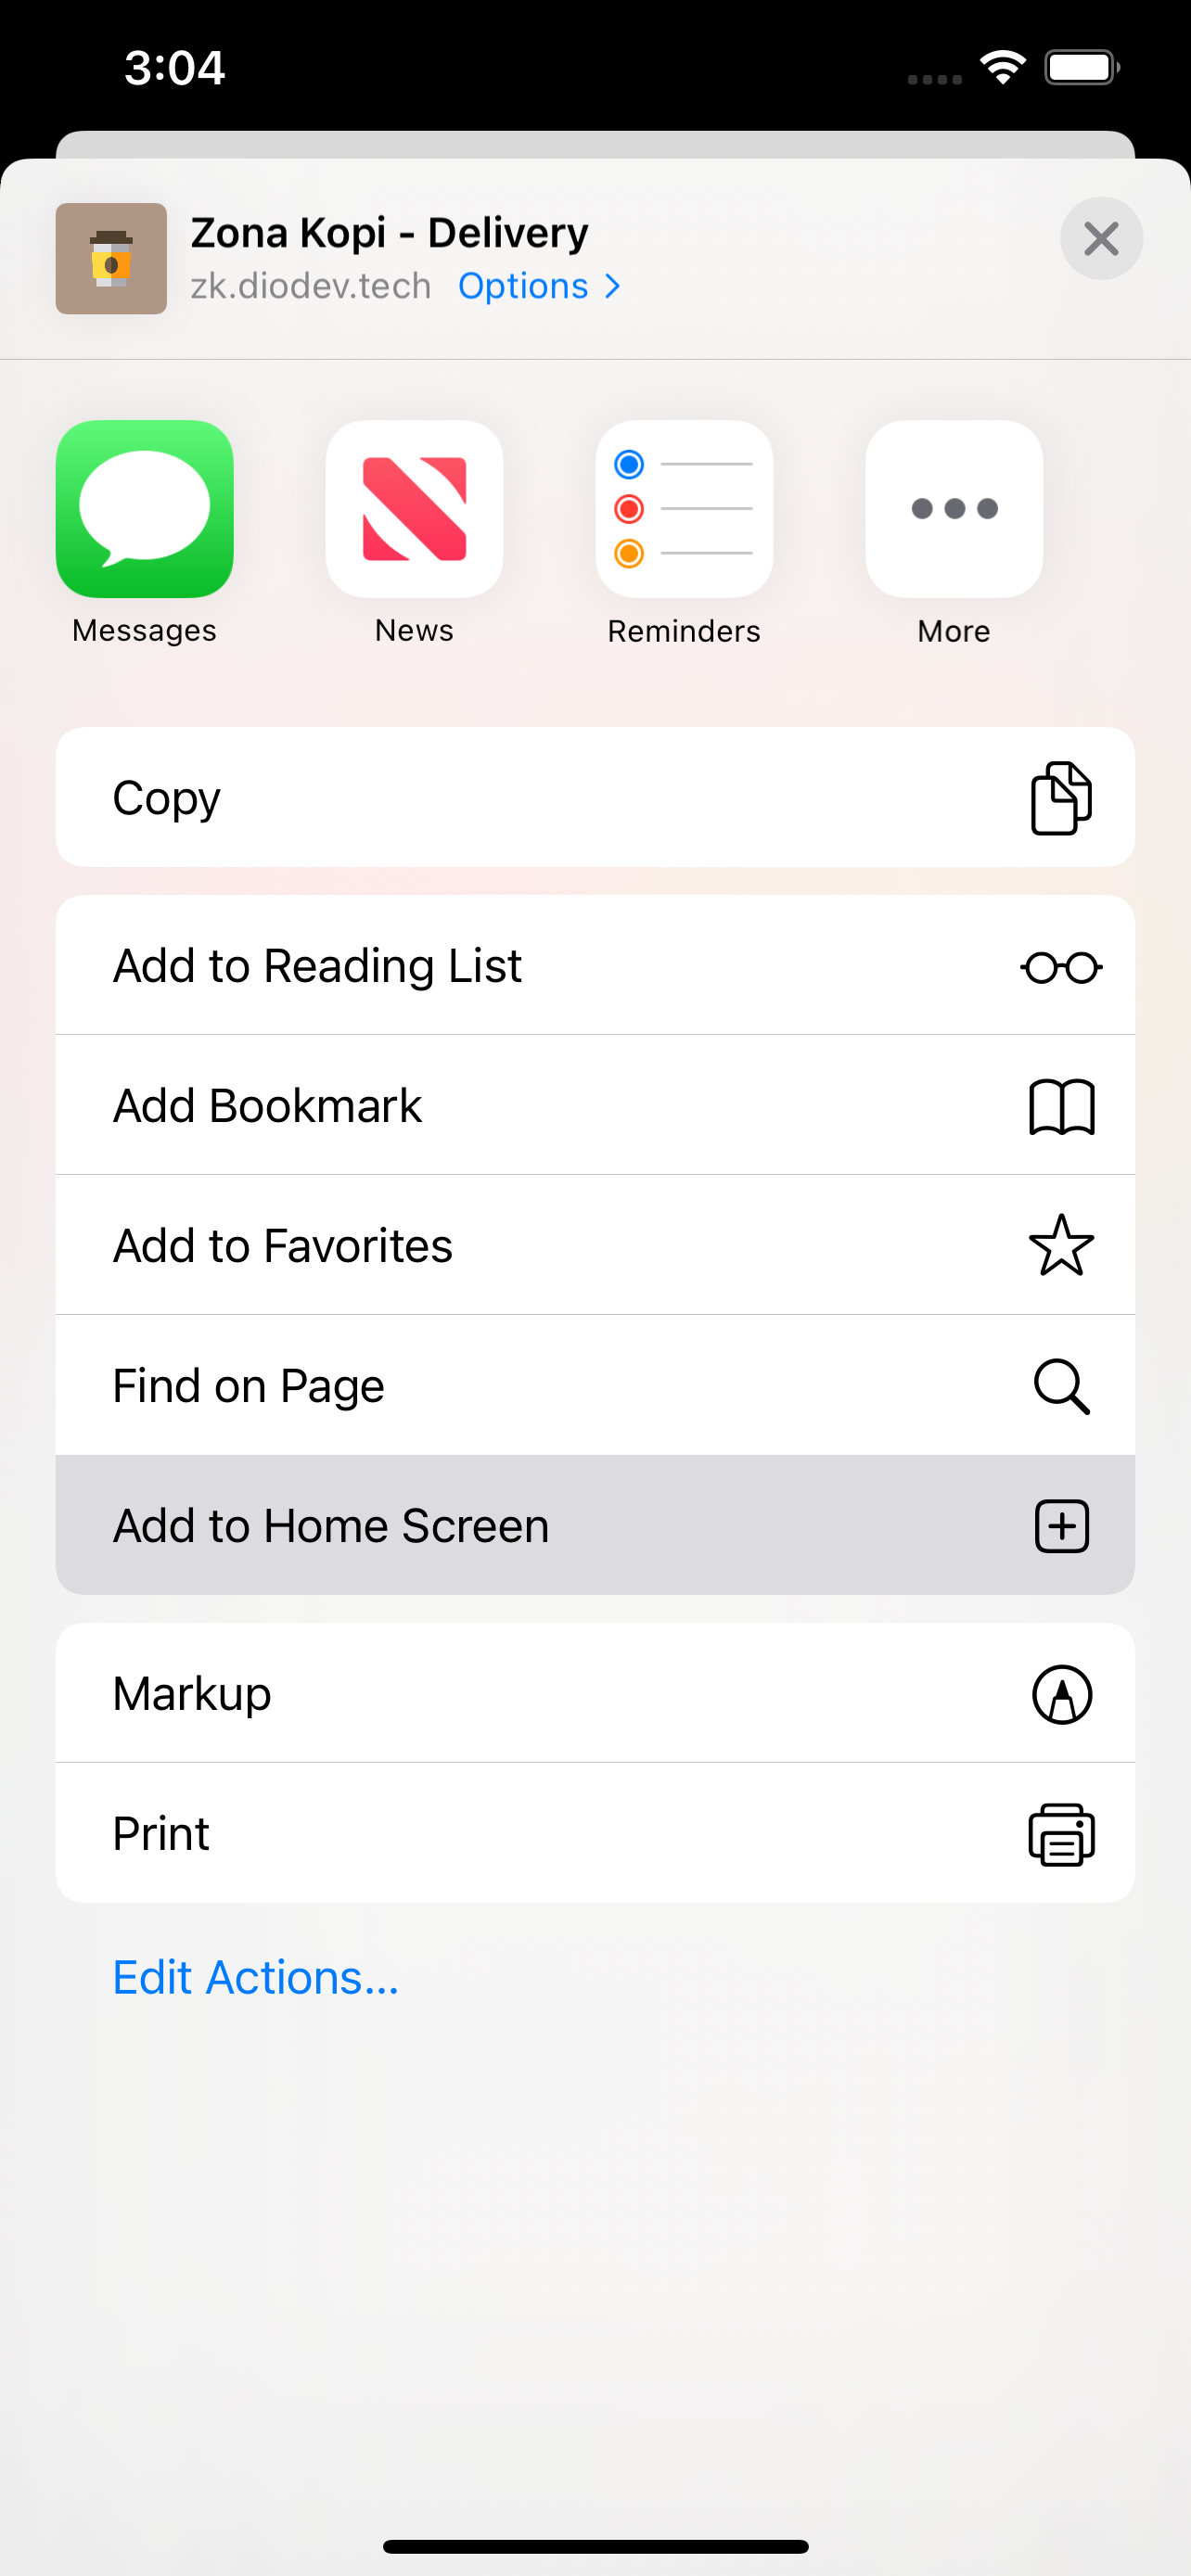 3:04
Zona Kopi - Delivery
zk.diodev.tech Options
Messages News Reminders More
Copy
Add to Reading List
Add Bookmark
Add to Favorites
Find on Page
Add to Home Screen
Markup
Print
Edit Actions...